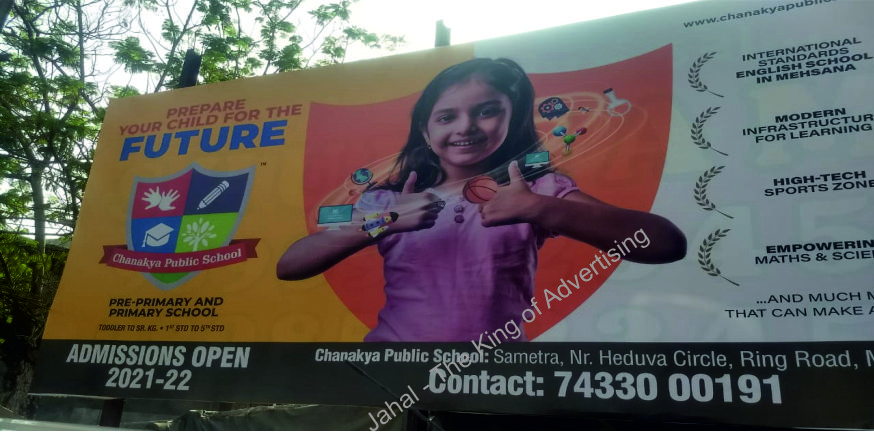 www.chanakyapublic
PREPARE
YOUR CHILD FOR THE
FUTURE
Chanakya Public School
PRE-PRIMARY AND
PRIMARY SCHOOL
TODDLER TO SR. KG. • 1ST STD TO 5TH STD
INTERNATIONAL
STANDARDS
ENGLISH SCHOOL
IN MEHSANA
MODERN
INFRASTRUCTUR
FOR LEARNING
HIGH-TECH
SPORTS ZONE
EMPOWERIN
MATHS & SCIE
...AND MUCH M
THAT CAN MAKE A
ADMISSIONS OPEN
2021-22
Chanakya Public School: Sametra, Nr. Heduva Circle, Ring Road, M
Contact: 74330 00191
Jahal - The King of Advertising